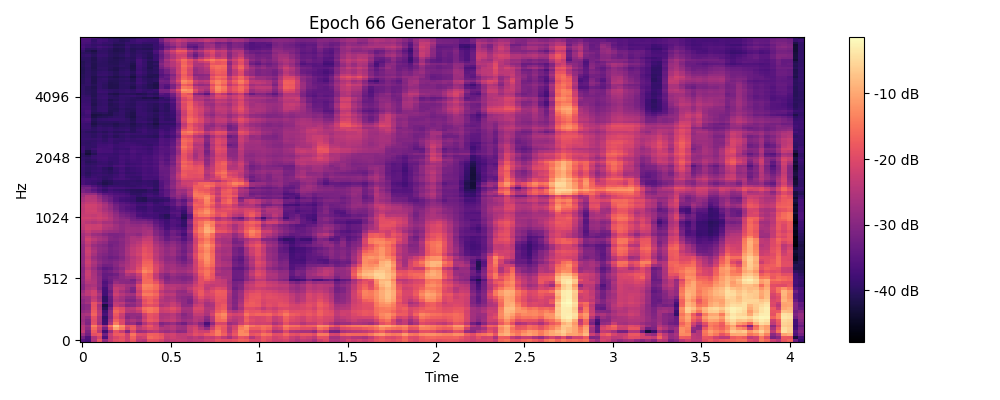 Epoch 66 Generator 1 Sample 5
Hz
4096
2048
1024
512
0
0 0.5 1 1.5 2 2.5 3 3.5 4
Time
-10 dB
-20 dB
-30 dB
-40 dB